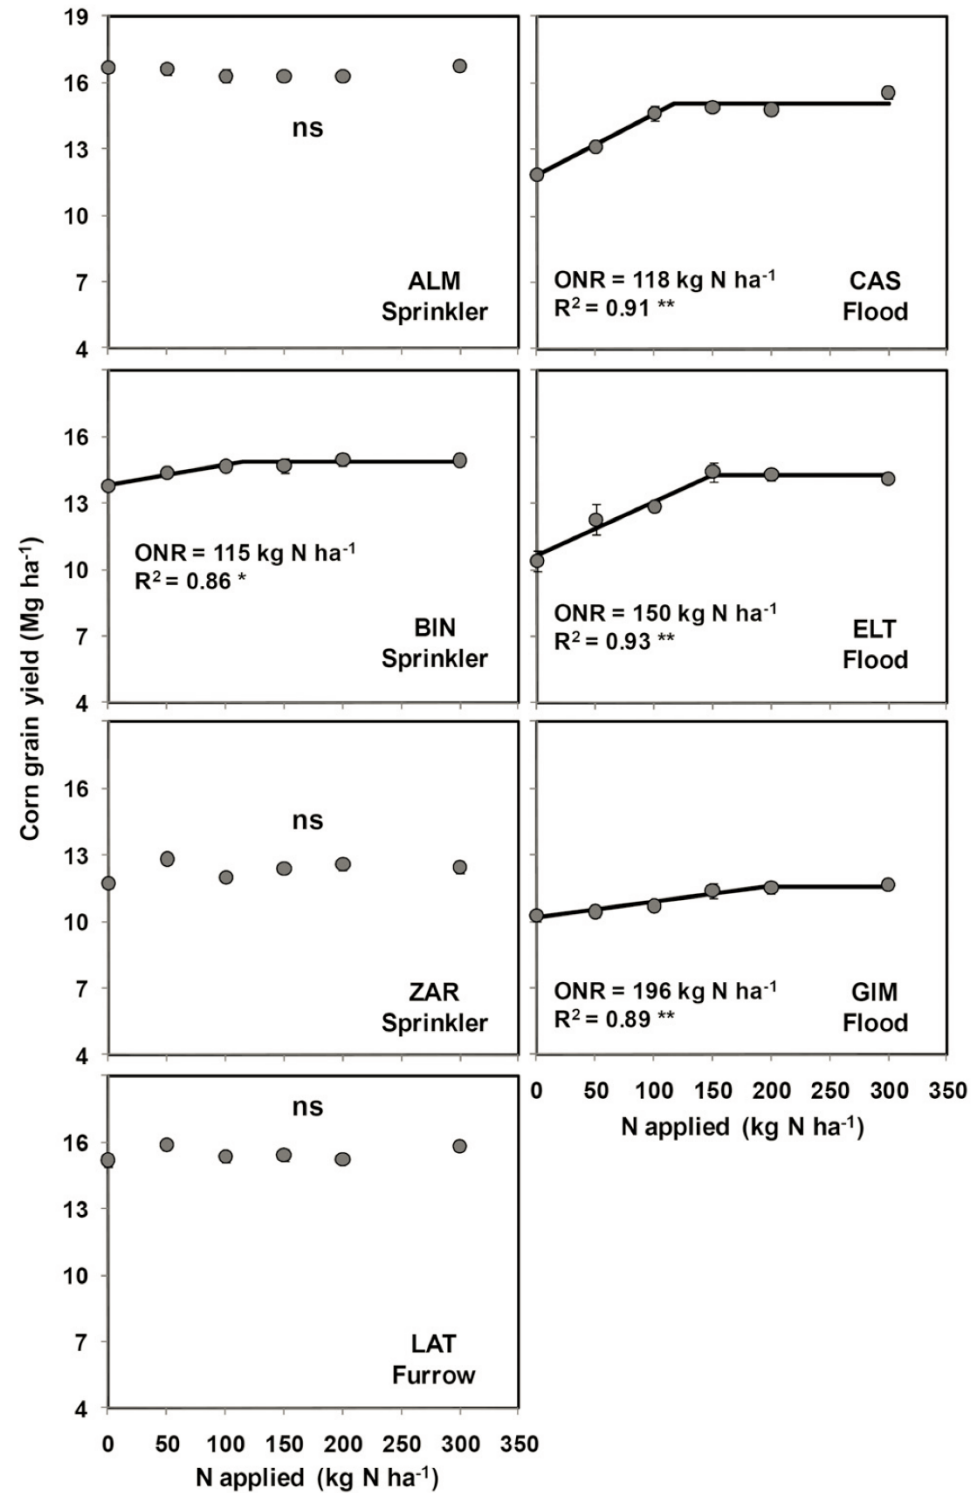 Corn grain yield (Mg ha-1)
19
16
13
10
7
4
ns
ALM
Sprinkler
ONR = 118 kg N ha-1
R2 = 0.91 **
CAS
Flood
16
13
10
7
4
ONR = 115 kg N ha-1
R2 = 0.86 *
BIN
Sprinkler
ONR = 150 kg N ha-1
R2 = 0.93 **
ELT
Flood
16
13
10
7
4
ns
ZAR
Sprinkler
ONR = 196 kg N ha-1
R2 = 0.89 **
GIM
Flood
0 50 100 150 200 250 300 350
N applied (kg N ha-1)
16
13
10
7
4
ns
LAT
Furrow
0 50 100 150 200 250 300 350
N applied (kg N ha-1)